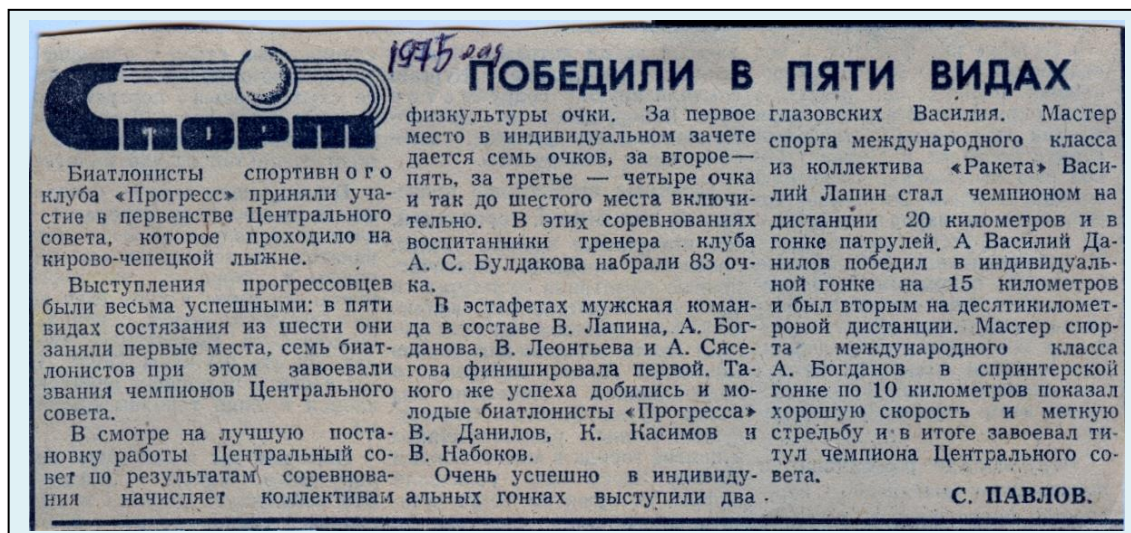 Спорт
1975 год
ПОБЕДИЛИ В ПЯТИ ВИДАХ
Биатлонисты спортивного
клуба «Прогресс» приняли уча-
стие в первенстве Центрального
совета, которое проходило на
кирово-чепецкой лыжне.
Выступления прогрессовцев
были весьма успешными: в пяти
видах состязания из шести они
заняли первые места, семь биат-
лонистов при этом завоевали
звания чемпионов Центрального
совета.
В смотре на лучшую поста-
новку работы Центральный со-
вет по результатам соревнова-
ния начисляет коллективам
физкультуры очки. За первое
место в индивидуальном зачете
дается семь очков, за второе—
пять, за третье — четыре очка
и так до шестого места включи-
тельно. В этих соревнованиях
воспитанники тренера клуба
А. С. Булдакова набрали 83 оч-
ка.
В эстафетах мужская коман-
да в составе В. Лапина, А. Бог-
данова, В. Леонтьева и А. Сясе-
гова финишировала первой. Та-
кого же успеха добились и мо-
лодые биатлонисты «Прогресса»
В. Данилов, К. Касимов и
В. Набоков.
Очень успешно в индивиду-
альных гонках выступили два
глазовских Василия. Мастер
спорта международного класса
из коллектива «Ракета» Васи-
лий Лапин стал чемпионом на
дистанции 20 километров и в
гонке патрулей. А Василий Да-
нилов победил в индивидуаль-
ной гонке на 15 километров
и был вторым на десятикиломет-
ровой дистанции. Мастер спор-
та международного класса
А. Богданов в спринтерской
гонке по 10 километров показал
хорошую скорость и меткую
стрельбу и в итоге завоевал ти-
тул чемпиона Центрального со-
вета.
С. ПАВЛОВ.